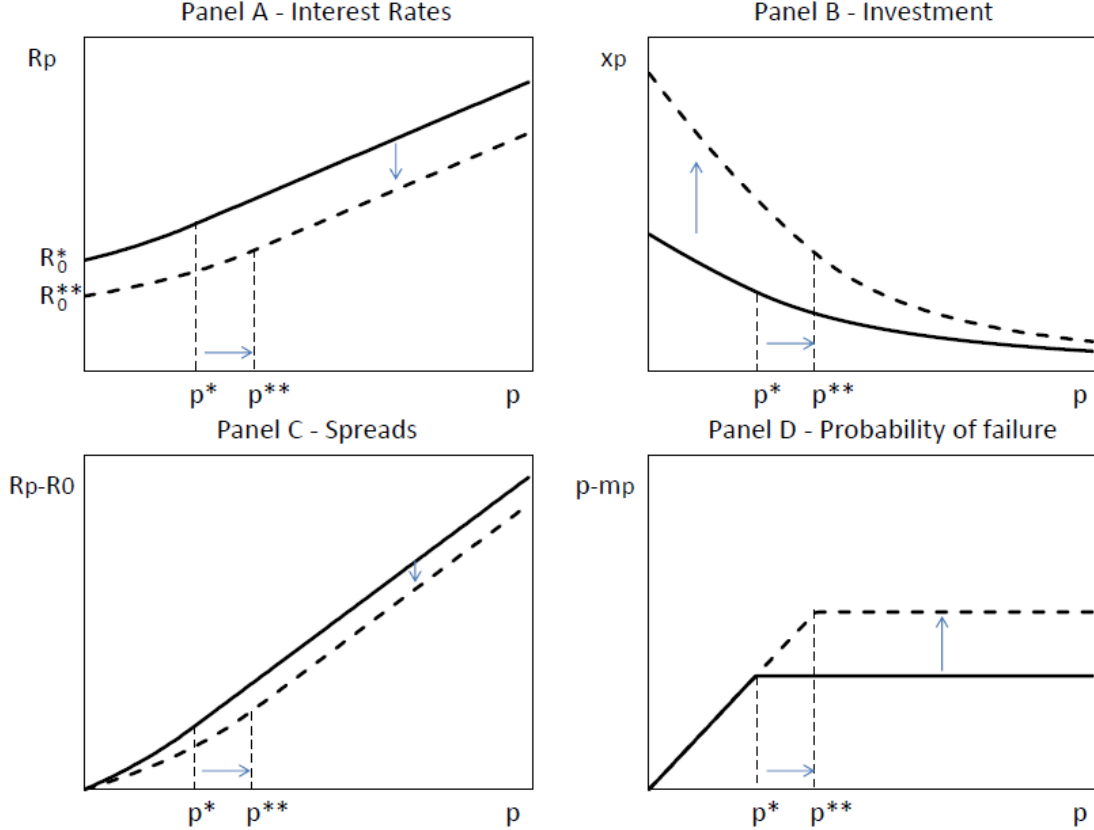 Panel A - Interest Rates
Rp
R*0
R**0
p* p** p
Panel B - Investment
xp
p* p** p
Panel C - Spreads
Rp-R0
p* p** p
Panel D - Probability of failure
p-mp
p* p** p